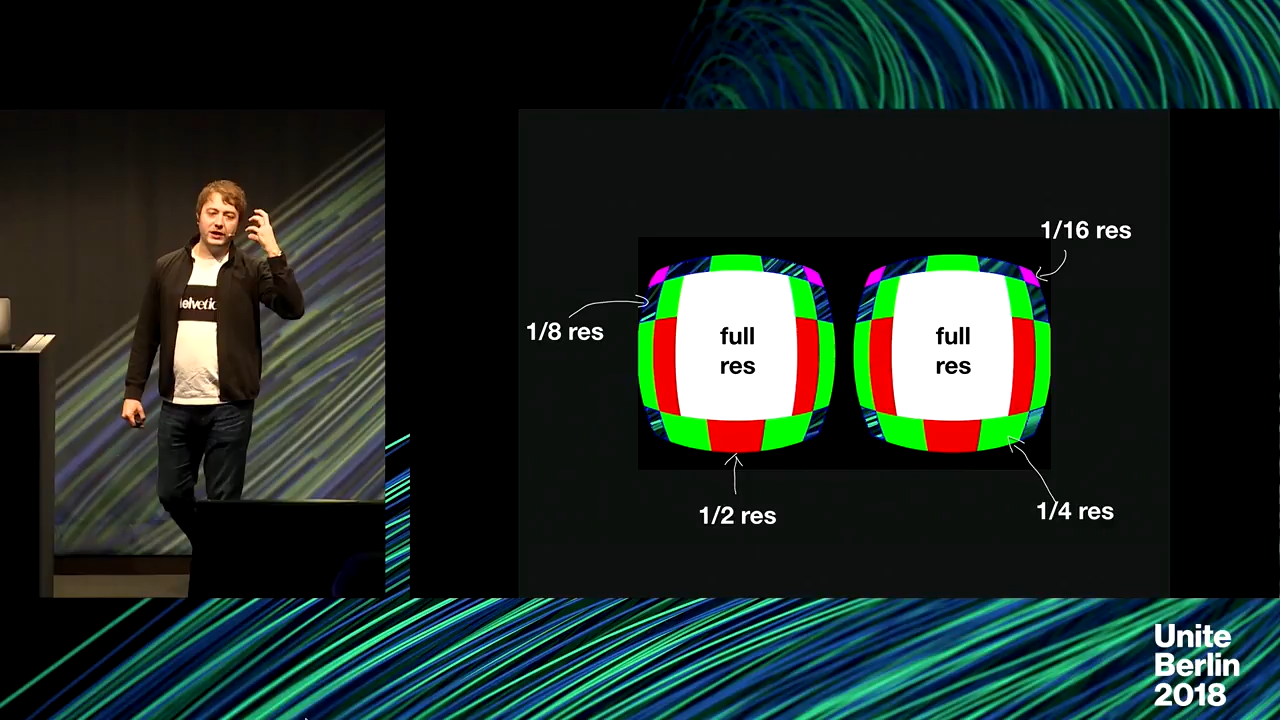 1/16 res
1/8 res
full
res
full
res
1/2 res
1/4 res
Helvetica
Unite
Berlin
2018